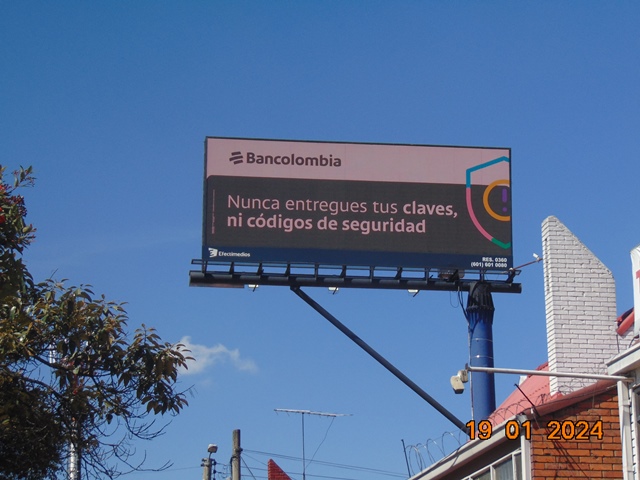 Bancolombia
Nunca entregues tus claves,
ni códigos de seguridad
Efectimedios
RES. 0360
(601) 601 0080
19 01 2024